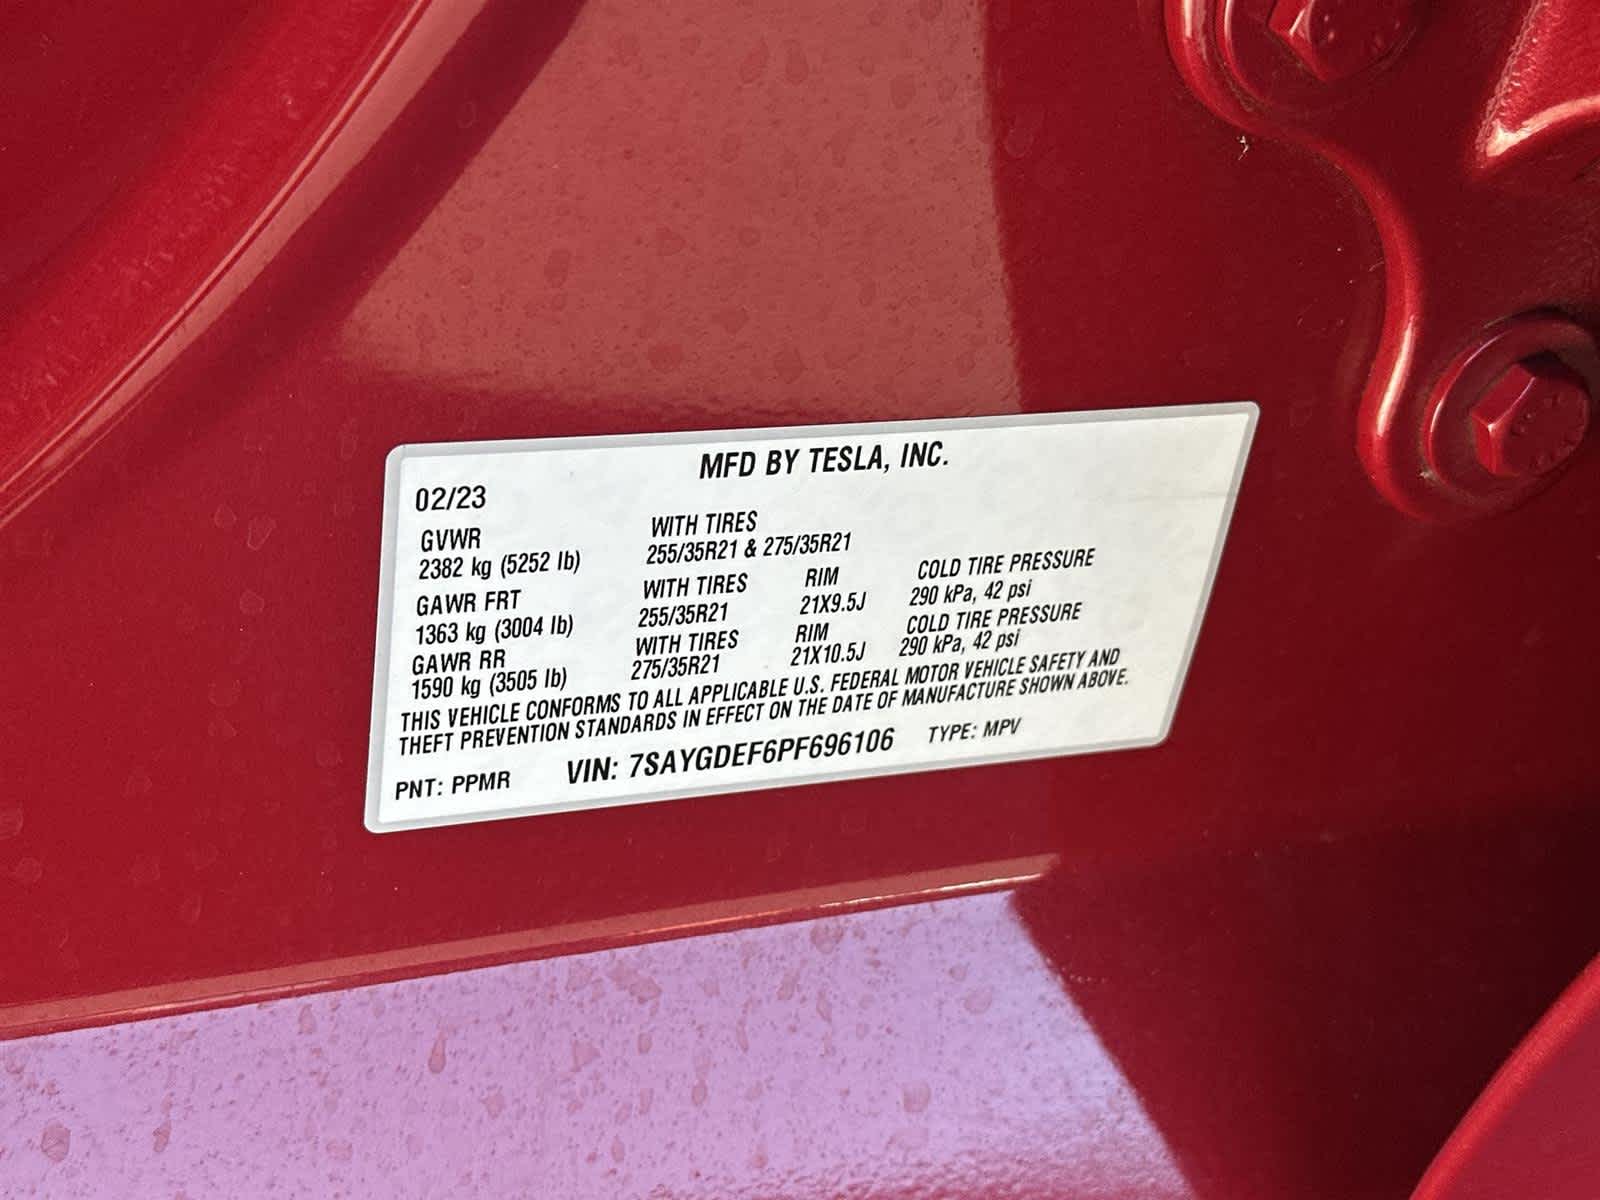 MFD BY TESLA, INC.
02/23
GVWR WITH TIRES
2382 kg (5252 lb) 255/35R21 & 275/35R21
GAWR FRT WITH TIRES RIM COLD TIRE PRESSURE
1363 kg (3004 lb) 255/35R21 21X9.5J 290 kPa, 42 psi
GAWR RR WITH TIRES RIM COLD TIRE PRESSURE
1590 kg (3505 lb) 275/35R21 21X10.5J 290 kPa, 42 psi
THIS VEHICLE CONFORMS TO ALL APPLICABLE U.S. FEDERAL MOTOR VEHICLE SAFETY AND
THEFT PREVENTION STANDARDS IN EFFECT ON THE DATE OF MANUFACTURE SHOWN ABOVE.
PNT: PPMR VIN: 7SAYGDEF6PF696106 TYPE: MPV